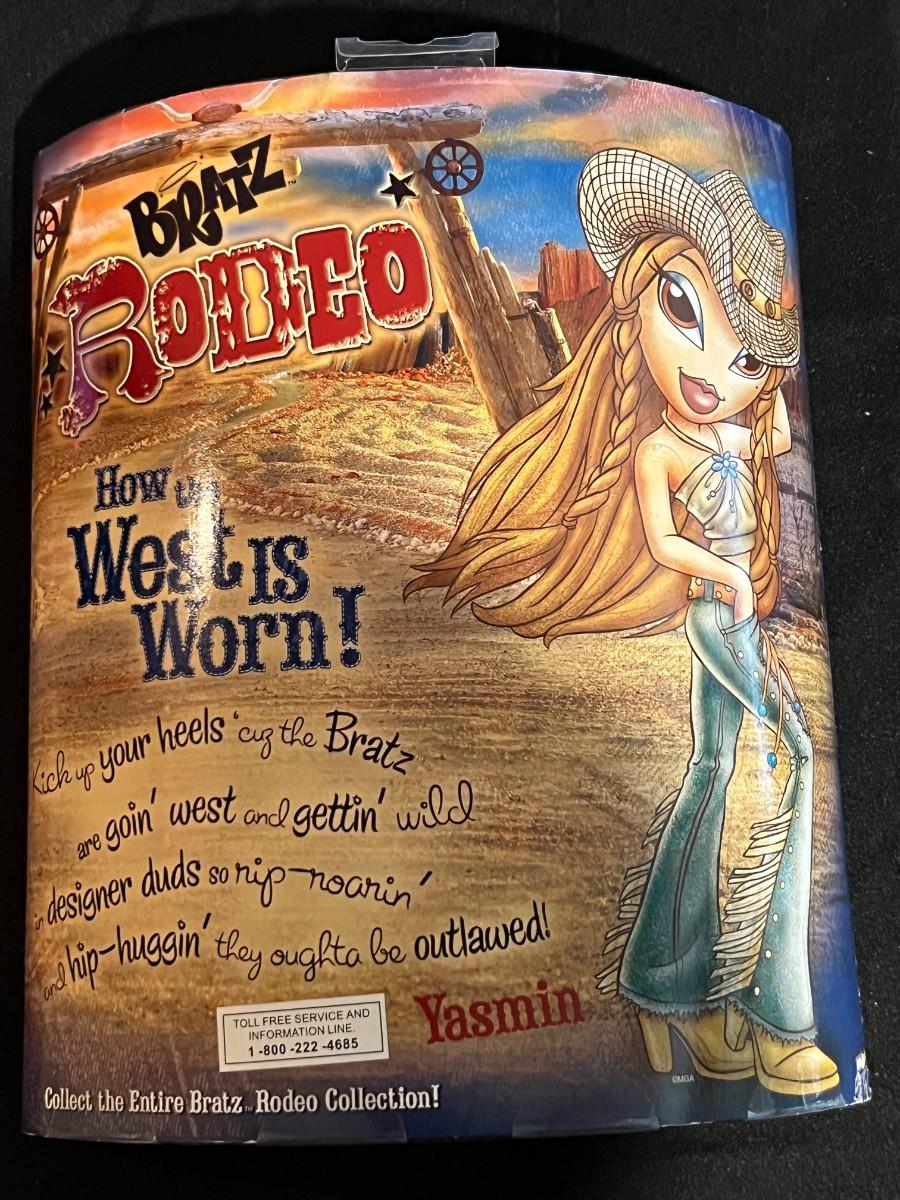 BRATZ™
RODEO
How the
West is
Worn!
Kick up your heels 'cuz the Bratz
are goin' west and gettin' wild
in designer duds so rip-roarin'
and hip-huggin' they oughta be outlawed!
Yasmin
TOLL FREE SERVICE AND
INFORMATION LINE.
1-800-222-4685
©MGA
Collect the Entire Bratz™ Rodeo Collection!